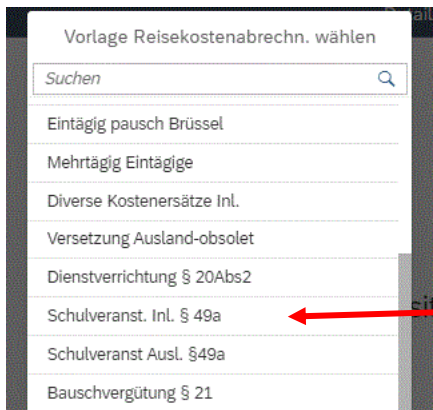 Vorlage Reisekostenabrechn. wählen
Suchen
Eintägig pausch Brüssel
Mehrtägig Eintägige
Diverse Kostenersätze Inl.
Versetzung Ausland-obsolet
Dienstverrichtung § 20Abs2
Schulveranst. Inl. § 49a
Schulveranst Ausl. §49a
Bauschvergütung § 21